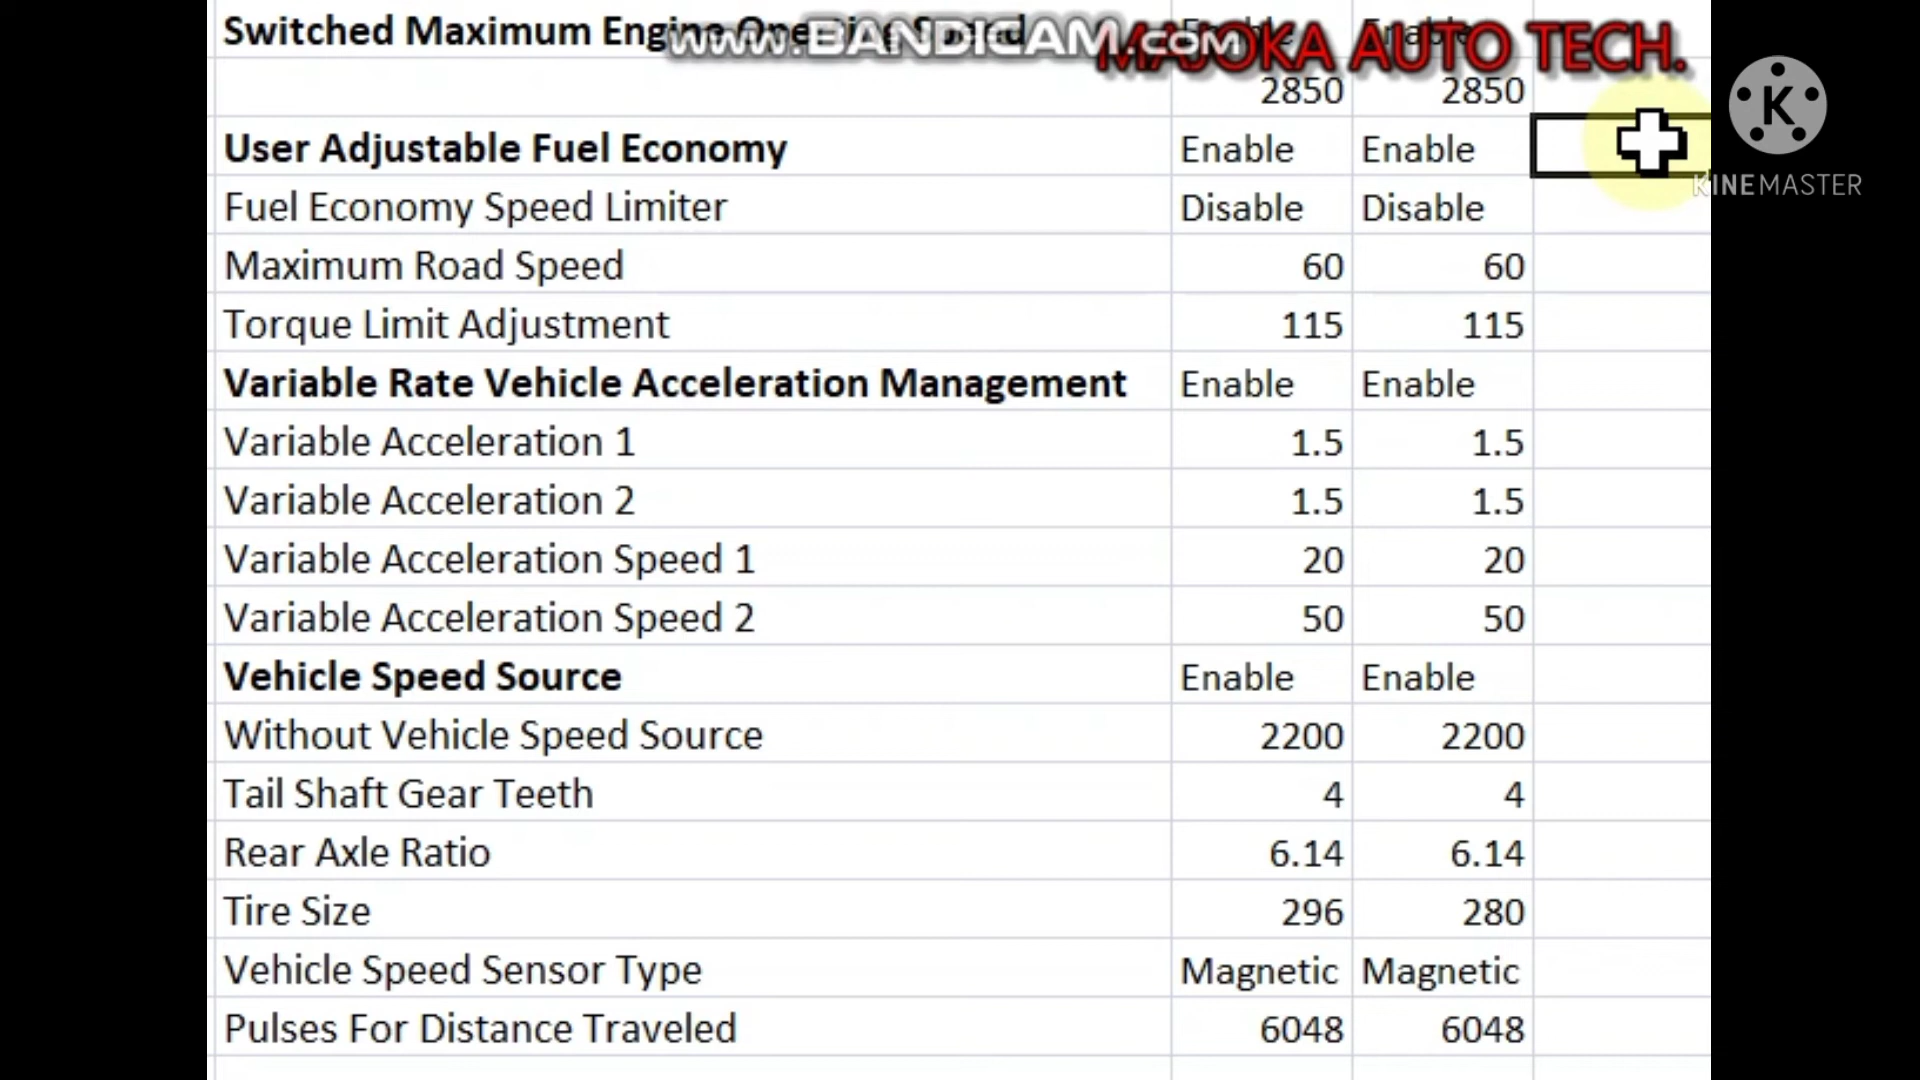 Switched Maximum Engine Operating Speed Enable Enable
www.BANDICAM.com
MAJOKA AUTO TECH.
2850 2850
K
KINEMASTER
User Adjustable Fuel Economy Enable Enable
Fuel Economy Speed Limiter Disable Disable
Maximum Road Speed 60 60
Torque Limit Adjustment 115 115
Variable Rate Vehicle Acceleration Management Enable Enable
Variable Acceleration 1 1.5 1.5
Variable Acceleration 2 1.5 1.5
Variable Acceleration Speed 1 20 20
Variable Acceleration Speed 2 50 50
Vehicle Speed Source Enable Enable
Without Vehicle Speed Source 2200 2200
Tail Shaft Gear Teeth 4 4
Rear Axle Ratio 6.14 6.14
Tire Size 296 280
Vehicle Speed Sensor Type Magnetic Magnetic
Pulses For Distance Traveled 6048 6048